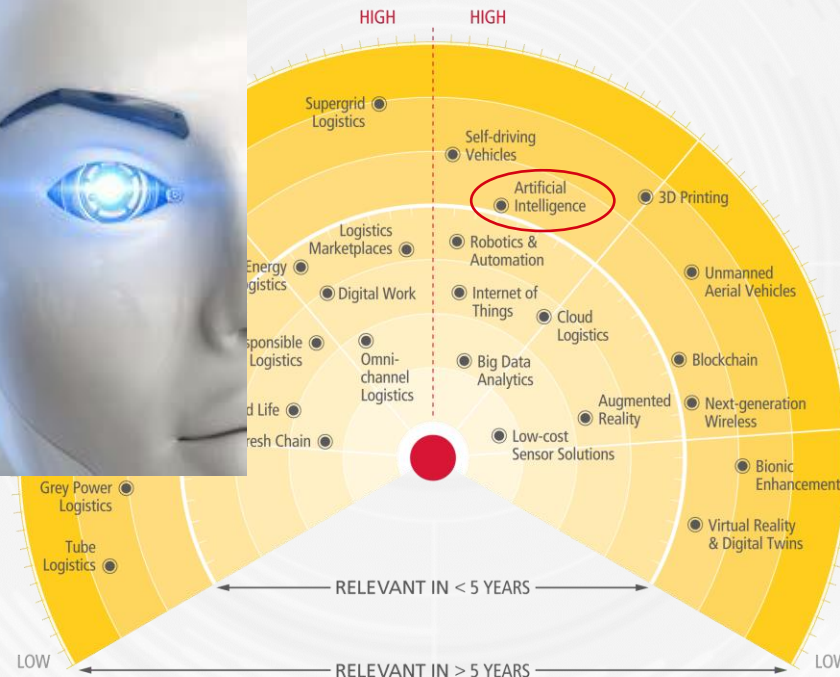 HIGH
HIGH
Supergrid
Logistics
Self-driving
Vehicles
Artificial
Intelligence
3D Printing
Logistics
Marketplaces
Robotics &
Automation
Energy
Logistics
Digital Work
Internet of
Things
Unmanned
Aerial Vehicles
Cloud
Logistics
sponsible
Logistics
Omni-
channel
Logistics
Big Data
Analytics
Blockchain
d Life
Augmented
Reality
Next-generation
Wireless
resh Chain
Low-cost
Sensor Solutions
Bionic
Enhancement
Grey Power
Logistics
Virtual Reality
& Digital Twins
Tube
Logistics
RELEVANT IN < 5 YEARS
LOW
LOW
RELEVANT IN > 5 YEARS